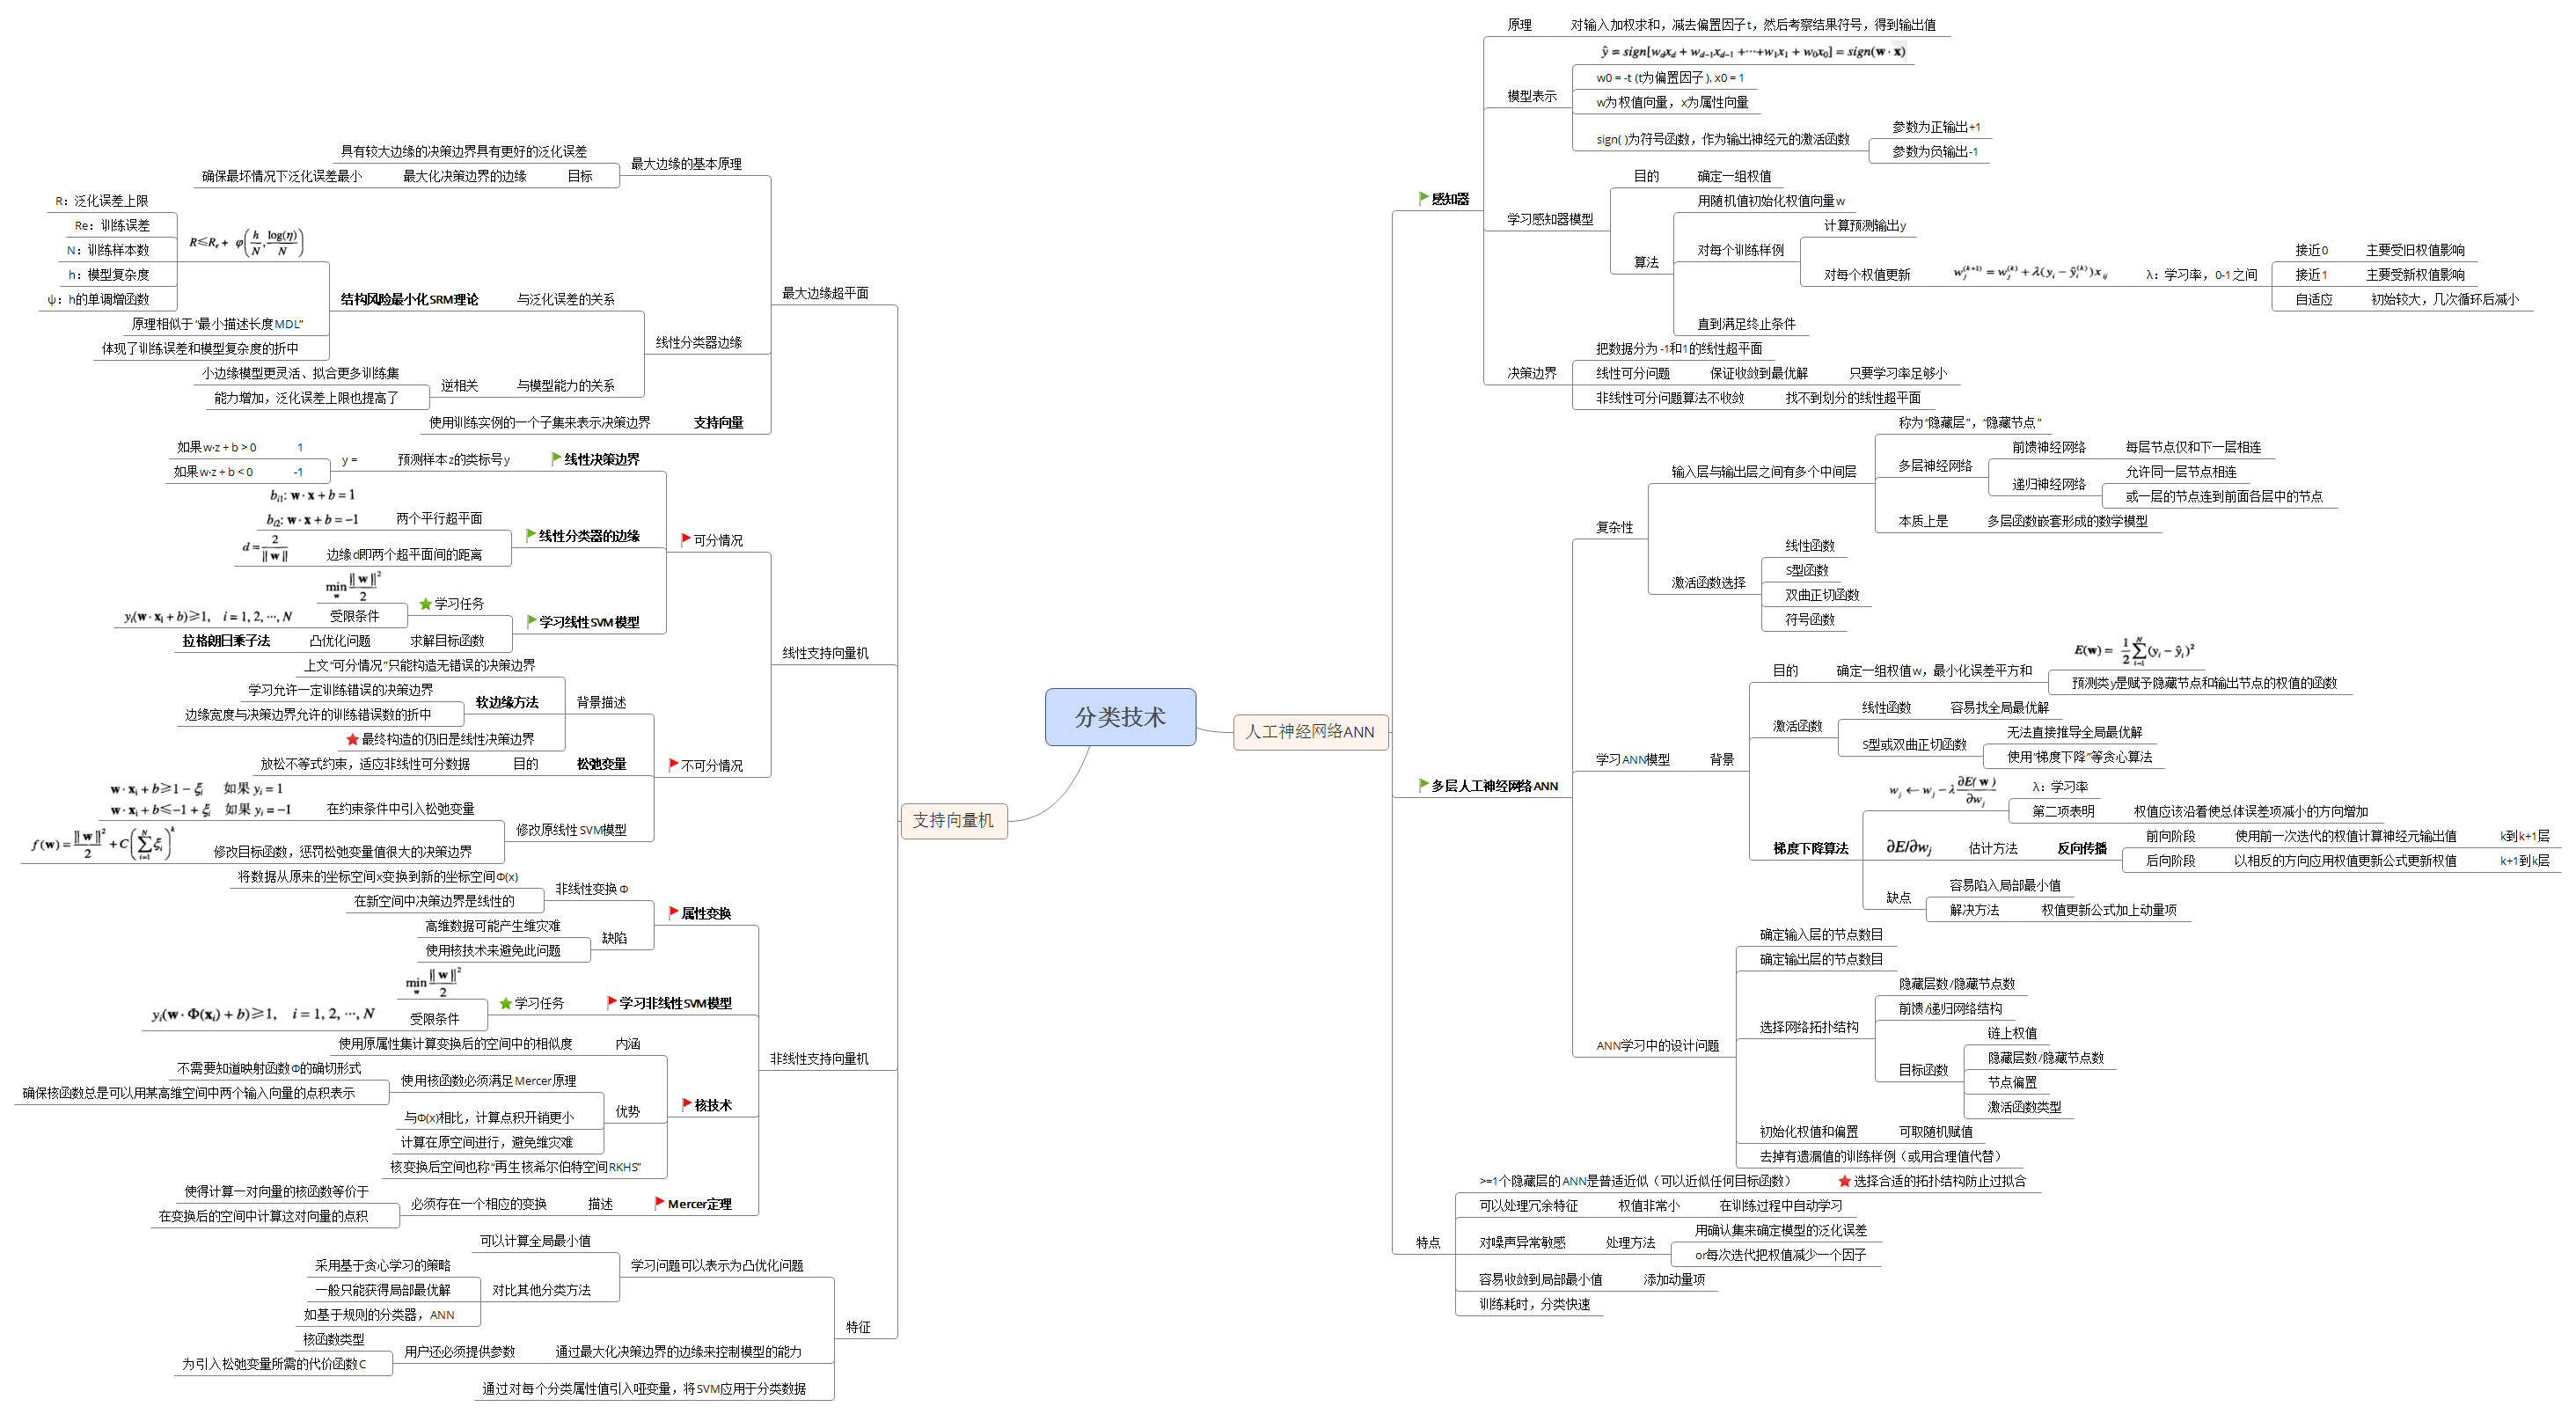 分类技术
人工神经网络ANN
感知器
原理
对输入加权求和，减去偏置因子t，然后考察结果符号，得到输出值
模型表示
ŷ = sign[w_d x_d + w_{d-1} x_{d-1} +···+w_1 x_1 + w_0 x_0] = sign(w · x)
w0 = -t (t为偏置因子), x0 = 1
w为权值向量，x为属性向量
sign( )为符号函数，作为输出神经元的激活函数
参数为正输出+1
参数为负输出-1
学习感知器模型
目的
确定一组权值
算法
用随机值初始化权值向量w
对每个训练样例
计算预测输出y
对每个权值更新
w_j^{(k+1)} = w_j^{(k)} + λ(y_i − ŷ_i^{(k)})x_{ij}
λ：学习率，0-1之间
接近0
主要受旧权值影响
接近1
主要受新权值影响
自适应
初始较大，几次循环后减小
直到满足终止条件
决策边界
把数据分为 -1和1的线性超平面
线性可分问题
保证收敛到最优解
只要学习率足够小
非线性可分问题算法不收敛
找不到划分的线性超平面
多层人工神经网络ANN
复杂性
输入层与输出层之间有多个中间层
称为“隐藏层”，“隐藏节点”
多层神经网络
前馈神经网络
每层节点仅和下一层相连
递归神经网络
允许同一层节点相连
或一层的节点连到前面各层中的节点
本质上是
多层函数嵌套形成的数学模型
激活函数选择
线性函数
S型函数
双曲正切函数
符号函数
学习ANN模型
背景
目的
确定一组权值w，最小化误差平方和
E(w) = 1/2 ∑_{i=1}^{N} (y_i − ŷ_i)²
预测类y是赋予隐藏节点和输出节点的权值的函数
激活函数
线性函数
容易找全局最优解
S型或双曲正切函数
无法直接推导全局最优解
使用“梯度下降”等贪心算法
梯度下降算法
w_j ← w_j − λ ∂E(w)/∂w_j
λ：学习率
第二项表明
权值应该沿着使总体误差项减小的方向增加
∂E/∂w_j
估计方法
反向传播
前向阶段
使用前一次迭代的权值计算神经元输出值
k到k+1层
后向阶段
以相反的方向应用权值更新公式更新权值
k+1到k层
缺点
容易陷入局部最小值
解决方法
权值更新公式加上动量项
ANN学习中的设计问题
确定输入层的节点数目
确定输出层的节点数目
选择网络拓扑结构
隐藏层数/隐藏节点数
前馈/递归网络结构
目标函数
链上权值
隐藏层数/隐藏节点数
节点偏置
激活函数类型
初始化权值和偏置
可取随机赋值
去掉有遗漏值的训练样例（或用合理值代替）
特点
>=1个隐藏层的ANN是普适近似（可以近似任何目标函数）
选择合适的拓扑结构防止过拟合
可以处理冗余特征
权值非常小
在训练过程中自动学习
对噪声异常敏感
处理方法
用确认集来确定模型的泛化误差
or每次迭代把权值减少一个因子
容易收敛到局部最小值
添加动量项
训练耗时，分类快速
支持向量机
最大边缘超平面
最大边缘的基本原理
具有较大边缘的决策边界具有更好的泛化误差
目标
最大化决策边界的边缘
确保最坏情况下泛化误差最小
线性分类器边缘
与泛化误差的关系
结构风险最小化SRM理论
R≤R_e + φ(h/N, log(η)/N)
R：泛化误差上限
Re：训练误差
N：训练样本数
h：模型复杂度
ψ：h的单调增函数
原理相似于“最小描述长度MDL”
体现了训练误差和模型复杂度的折中
与模型能力的关系
逆相关
小边缘模型更灵活、拟合更多训练集
能力增加，泛化误差上限也提高了
支持向量
使用训练实例的一个子集来表示决策边界
线性支持向量机
可分情况
线性决策边界
预测样本z的类标号y
y =
1
如果w·z + b > 0
-1
如果w·z + b < 0
线性分类器的边缘
两个平行超平面
b_{i1}: w · x + b = 1
b_{i2}: w · x + b = −1
边缘d即两个超平面间的距离
d = 2/||w||
学习线性SVM模型
学习任务
min_w ||w||²/2
受限条件
y_i(w · x_i + b)≥1, i = 1, 2, ···, N
求解目标函数
凸优化问题
拉格朗日乘子法
不可分情况
背景描述
上文“可分情况”只能构造无错误的决策边界
软边缘方法
学习允许一定训练错误的决策边界
边缘宽度与决策边界允许的训练错误数的折中
最终构造的仍旧是线性决策边界
松弛变量
目的
放松不等式约束，适应非线性可分数据
修改原线性SVM模型
在约束条件中引入松弛变量
w · x_i + b ≥ 1 − ξ_i 如果 y_i = 1
w · x_i + b ≤ −1 + ξ_i 如果 y_i = −1
修改目标函数，惩罚松弛变量值很大的决策边界
f(w) = ||w||²/2 + C(∑_{i=1}^{N} ξ_i)^k
非线性支持向量机
属性变换
非线性变换Φ
将数据从原来的坐标空间x变换到新的坐标空间Φ(x)
在新空间中决策边界是线性的
缺陷
高维数据可能产生维灾难
使用核技术来避免此问题
学习非线性SVM模型
学习任务
min_w ||w||²/2
受限条件
y_i(w · Φ(x_i) + b)≥1, i = 1, 2, ···, N
核技术
内涵
使用原属性集计算变换后的空间中的相似度
优势
使用核函数必须满足Mercer原理
不需要知道映射函数Φ的确切形式
确保核函数总是可以用某高维空间中两个输入向量的点积表示
与Φ(x)相比，计算点积开销更小
计算在原空间进行，避免维灾难
核变换后空间也称“再生核希尔伯特空间RKHS”
Mercer定理
描述
必须存在一个相应的变换
使得计算一对向量的核函数等价于
在变换后的空间中计算这对向量的点积
特征
学习问题可以表示为凸优化问题
可以计算全局最小值
对比其他分类方法
采用基于贪心学习的策略
一般只能获得局部最优解
如基于规则的分类器，ANN
通过最大化决策边界的边缘来控制模型的能力
用户还必须提供参数
核函数类型
为引入松弛变量所需的代价函数C
通过对每个分类属性值引入哑变量，将SVM应用于分类数据